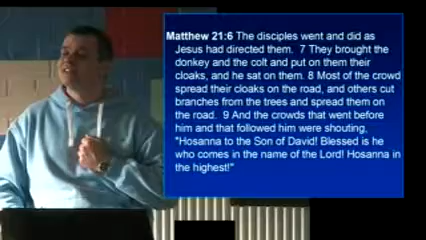 Matthew 21:6 The disciples went and did as
Jesus had directed them.  7 They brought the
donkey and the colt and put on them their
cloaks, and he sat on them. 8 Most of the crowd
spread their cloaks on the road, and others cut
branches from the trees and spread them on
the road.  9 And the crowds that went before
him and that followed him were shouting,
"Hosanna to the Son of David! Blessed is he
who comes in the name of the Lord! Hosanna in
the highest!"